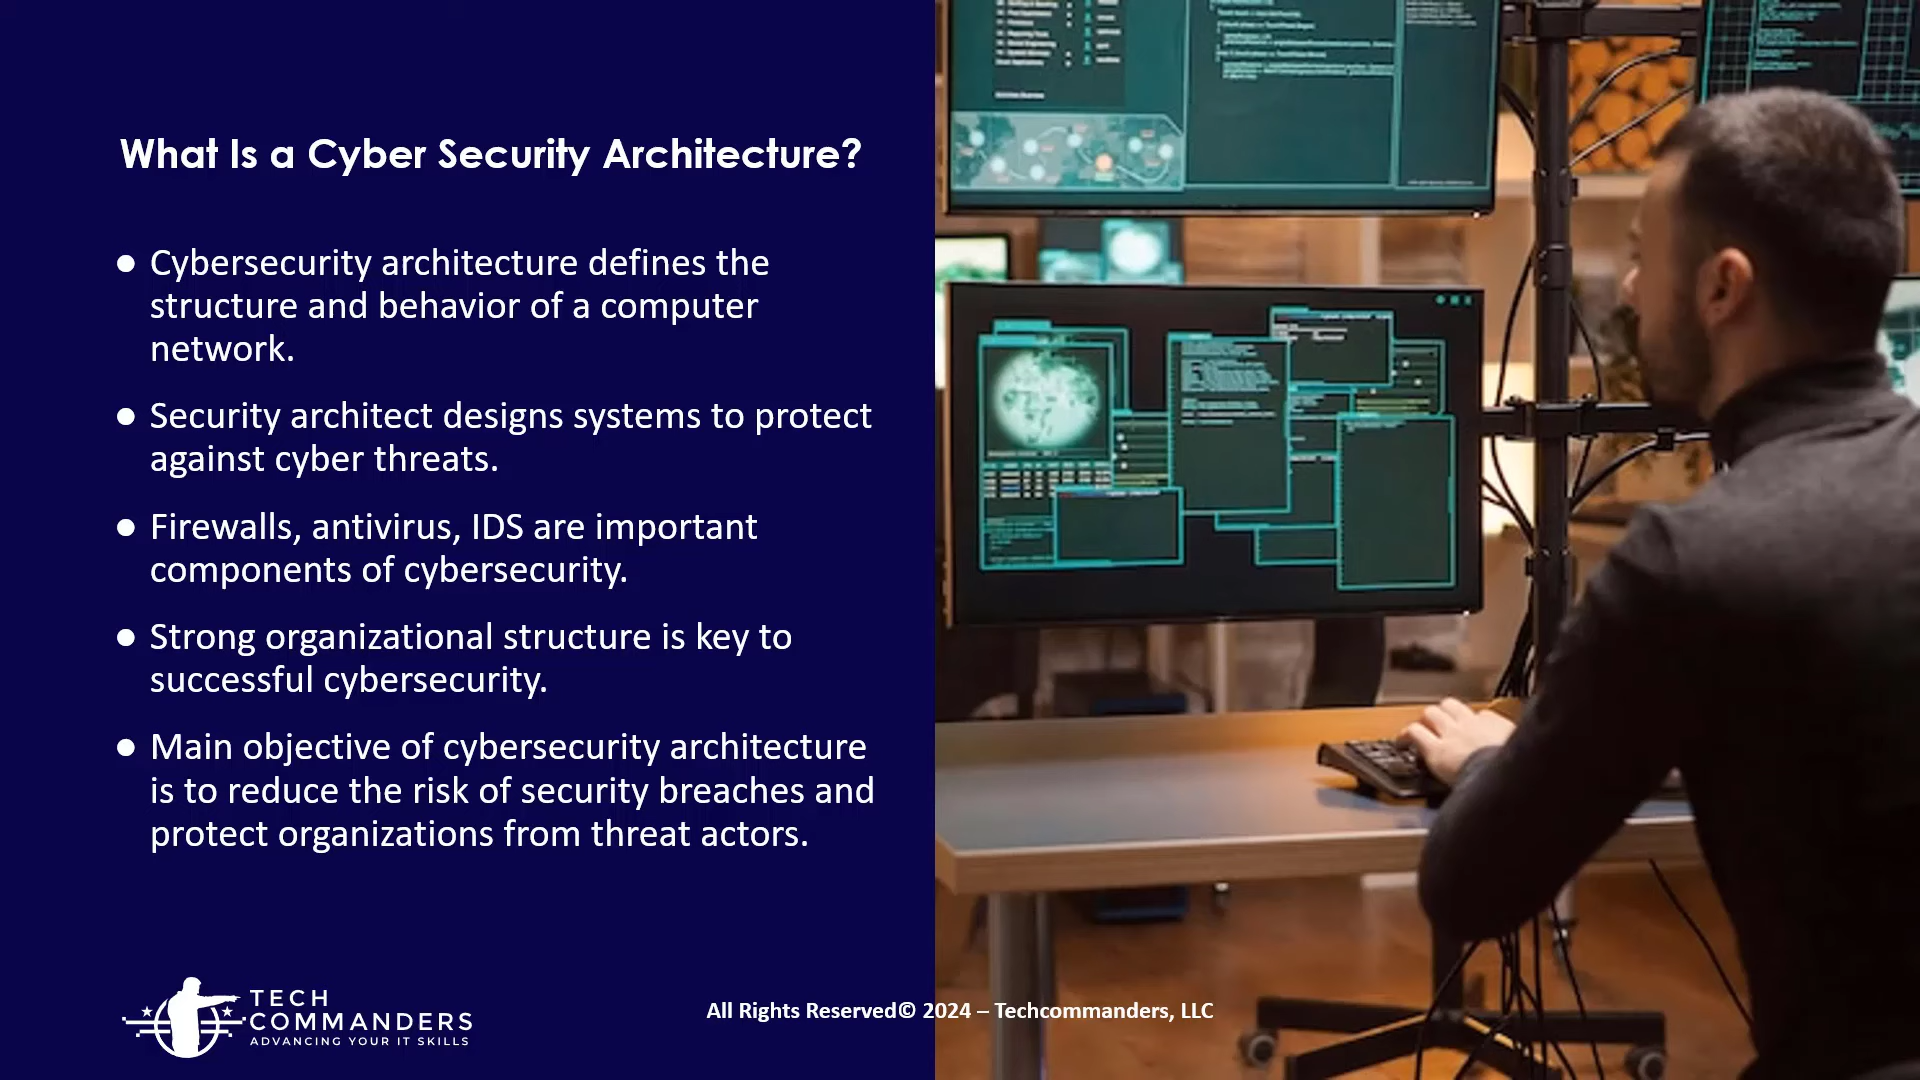 What Is a Cyber Security Architecture?
● Cybersecurity architecture defines the
structure and behavior of a computer
network.
● Security architect designs systems to protect
against cyber threats.
● Firewalls, antivirus, IDS are important
components of cybersecurity.
● Strong organizational structure is key to
successful cybersecurity.
● Main objective of cybersecurity architecture
is to reduce the risk of security breaches and
protect organizations from threat actors.
TECH
COMMANDERS
ADVANCING YOUR IT SKILLS
All Rights Reserved© 2024 – Techcommanders, LLC